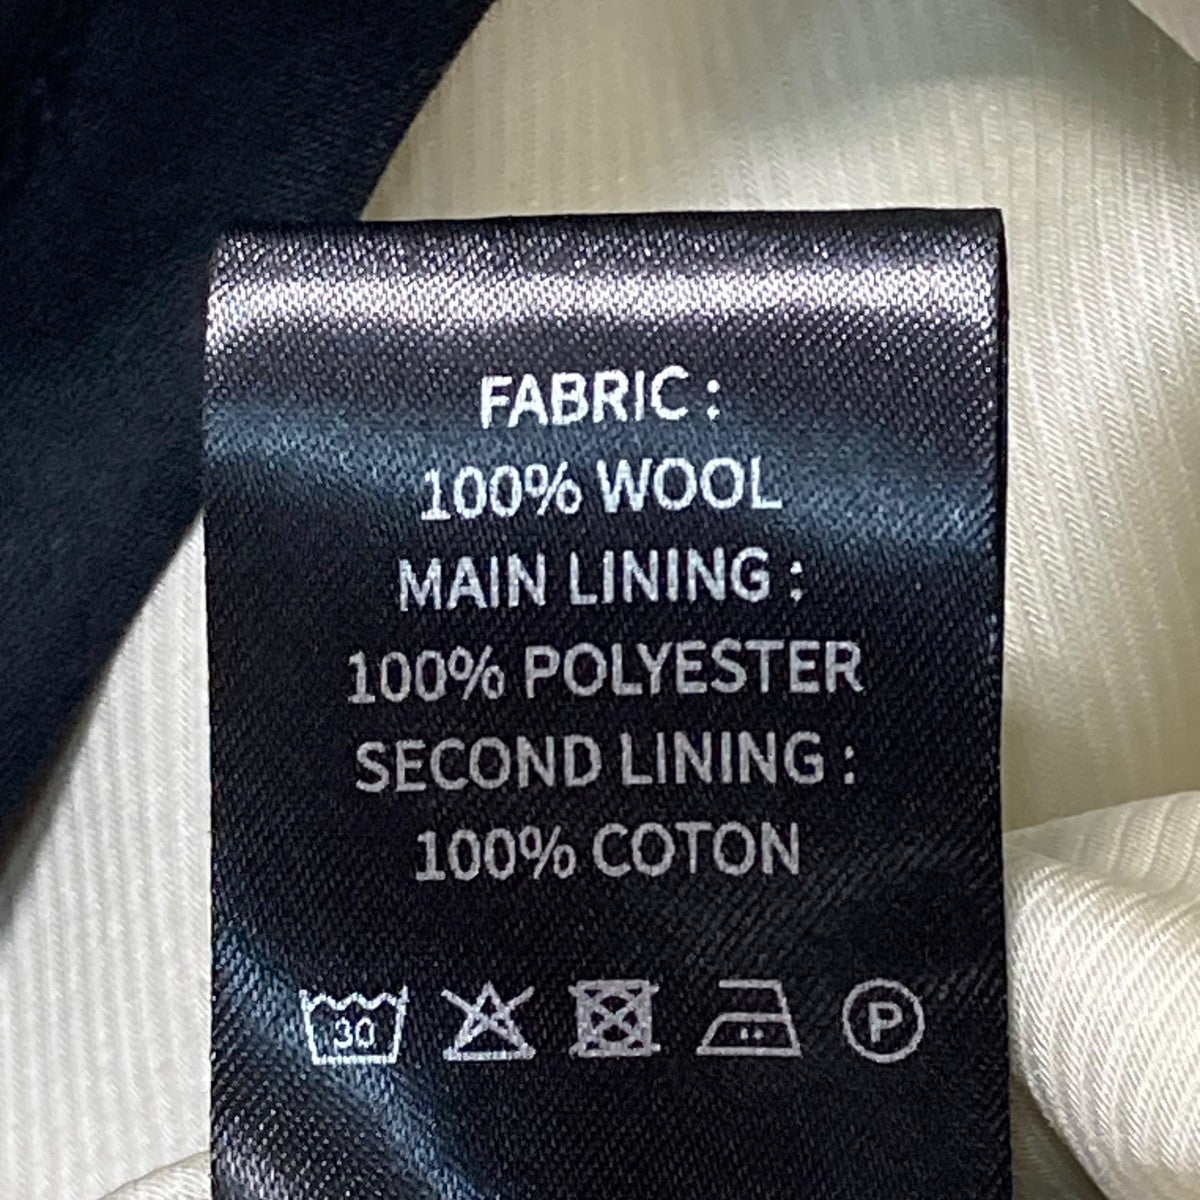 FABRIC :
100% WOOL
MAIN LINING :
100% POLYESTER
SECOND LINING :
100% COTON
30 P